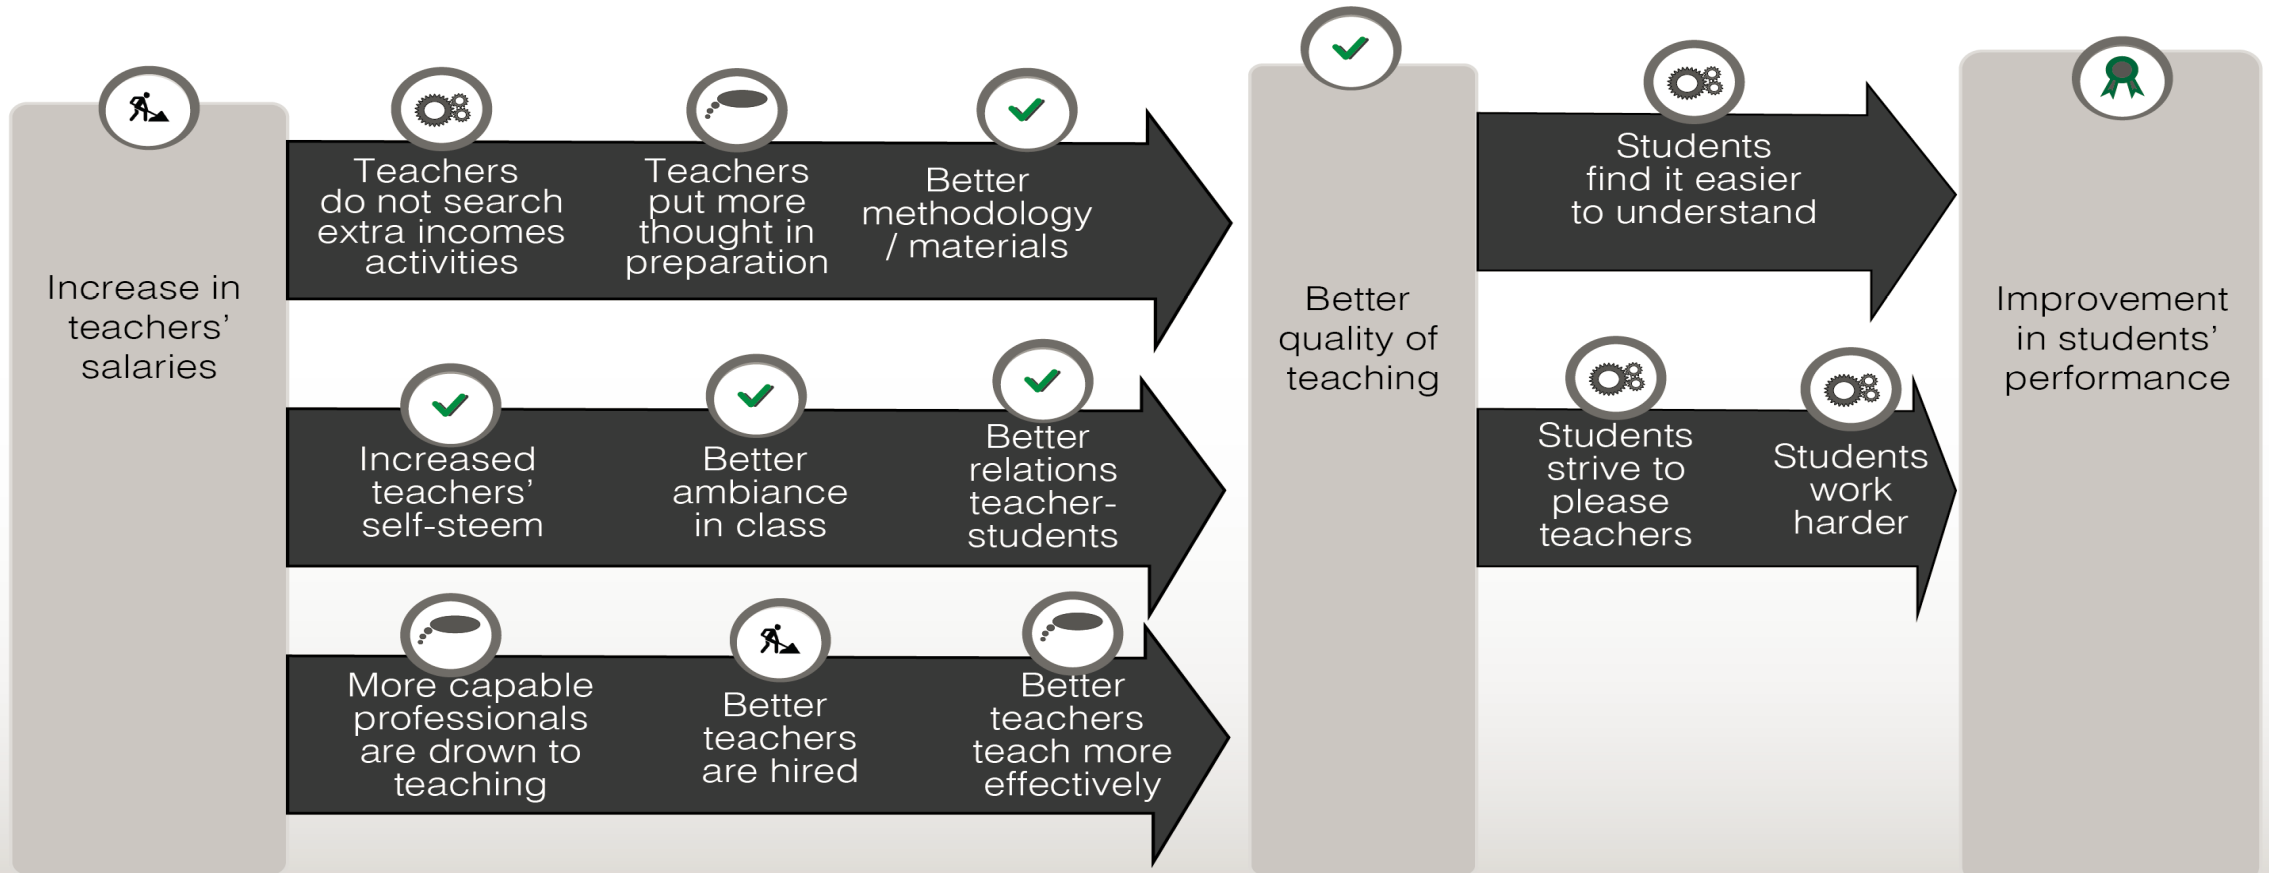 Increase in
teachers’
salaries
Teachers
do not search
extra incomes
activities
Teachers
put more
thought in
preparation
Better
methodology
/ materials
Increased
teachers’
self-steem
Better
ambiance
in class
Better
relations
teacher-
students
More capable
professionals
are drown to
teaching
Better
teachers
are hired
Better
teachers
teach more
effectively
Better
quality of
teaching
Students
find it easier
to understand
Students
strive to
please
teachers
Students
work
harder
Improvement
in students’
performance